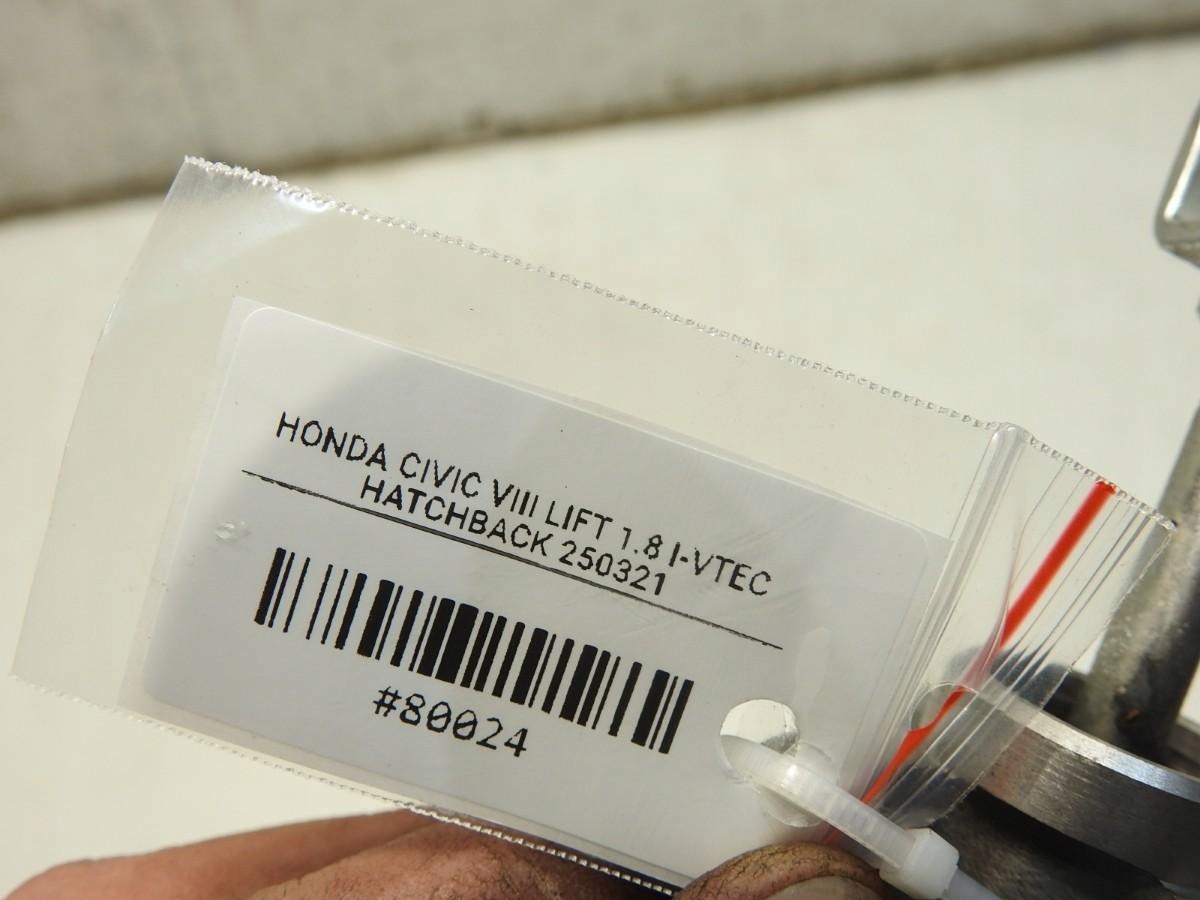 HONDA CIVIC VIII LIFT 1.8 I-VTEC
HATCHBACK 250321
#80024